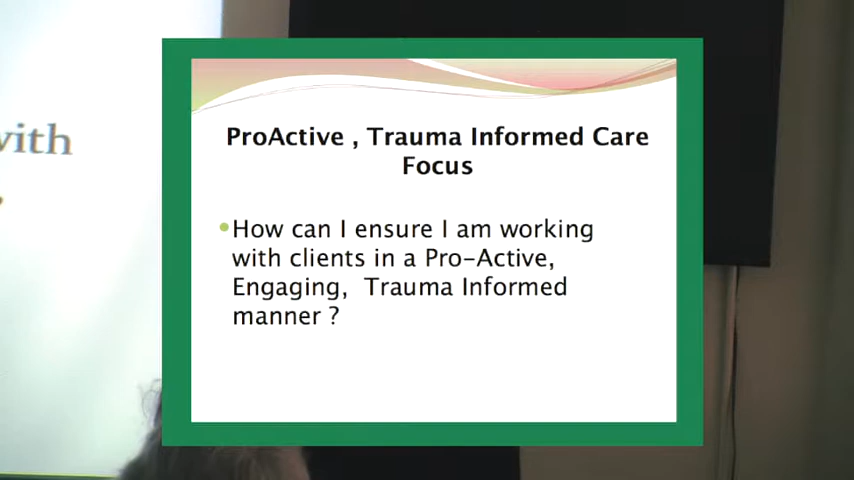 ProActive , Trauma Informed Care
Focus
How can I ensure I am working
with clients in a Pro-Active,
Engaging, Trauma Informed
manner ?